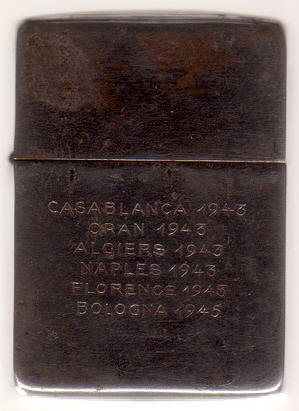 CASABLANCA 1943
ORAN 1943
ALGIERS 1943
NAPLES 1943
FLORENCE 1945
BOLOGNA 1945